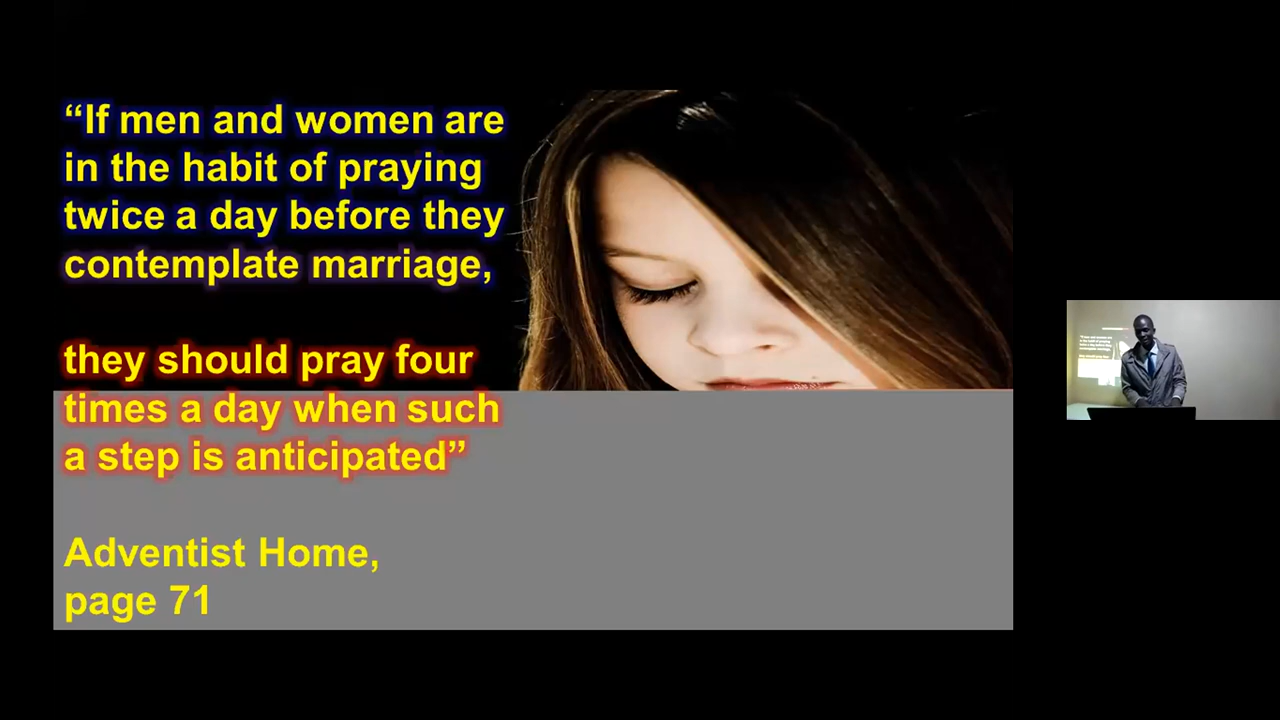 “If men and women are
in the habit of praying
twice a day before they
contemplate marriage,
they should pray four
times a day when such
a step is anticipated”
Adventist Home,
page 71